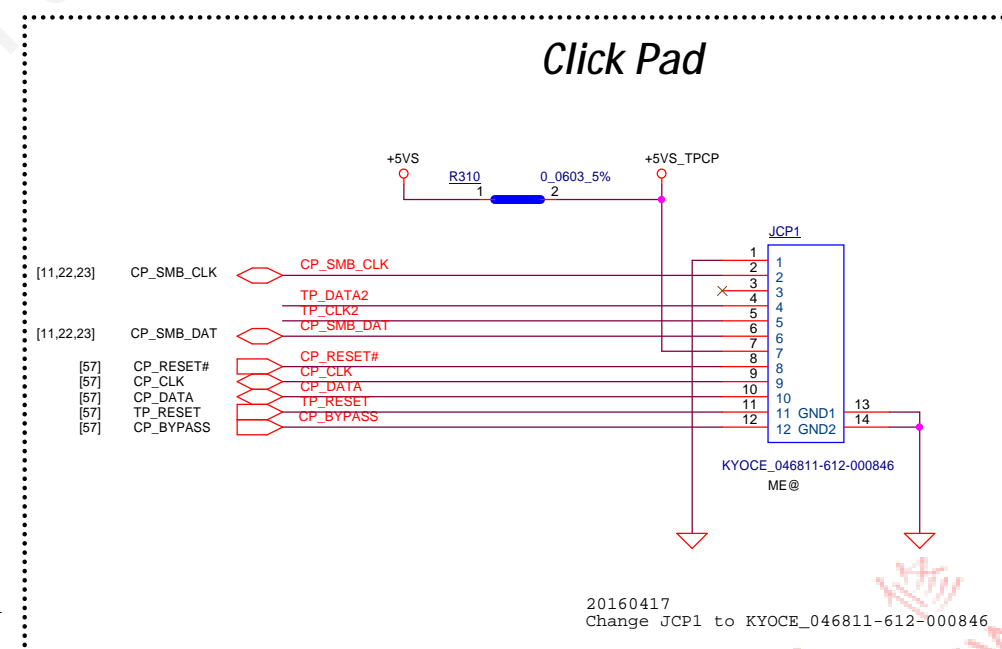 Click Pad
+5VS
+5VS_TPCP
R310
0_0603_5%
1
2
JCP1
[11,22,23] CP_SMB_CLK CP_SMB_CLK
TP_DATA2
TP_CLK2
[11,22,23] CP_SMB_DAT CP_SMB_DAT
[57] CP_RESET# CP_RESET#
[57] CP_CLK CP_CLK
[57] CP_DATA CP_DATA
[57] TP_RESET TP_RESET
[57] CP_BYPASS CP_BYPASS
1 1
2 2
3 3
4 4
5 5
6 6
7 7
8 8
9 9
10 10
11 11 GND1 13
12 12 GND2 14
KYOCE_046811-612-000846
ME@
20160417
Change JCP1 to KYOCE_046811-612-000846